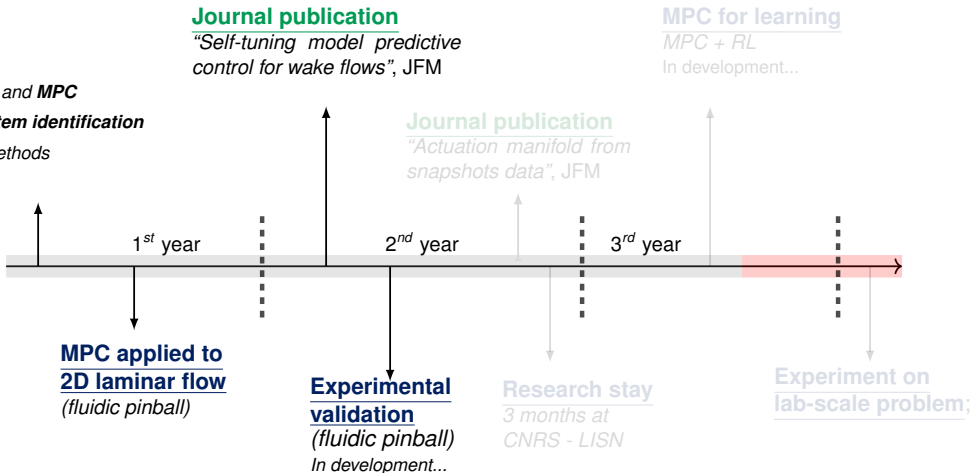 Journal publication
“Self-tuning model predictive
control for wake flows”, JFM
MPC for learning
MPC + RL
In development...
and MPC
tem identification
ethods
Journal publication
“Actuation manifold from
snapshots data”, JFM
1st year
2nd year
3rd year
MPC applied to
2D laminar flow
(fluidic pinball)
Experimental
validation
(fluidic pinball)
In development...
Research stay
3 months at
CNRS - LISN
Experiment on
lab-scale problem;